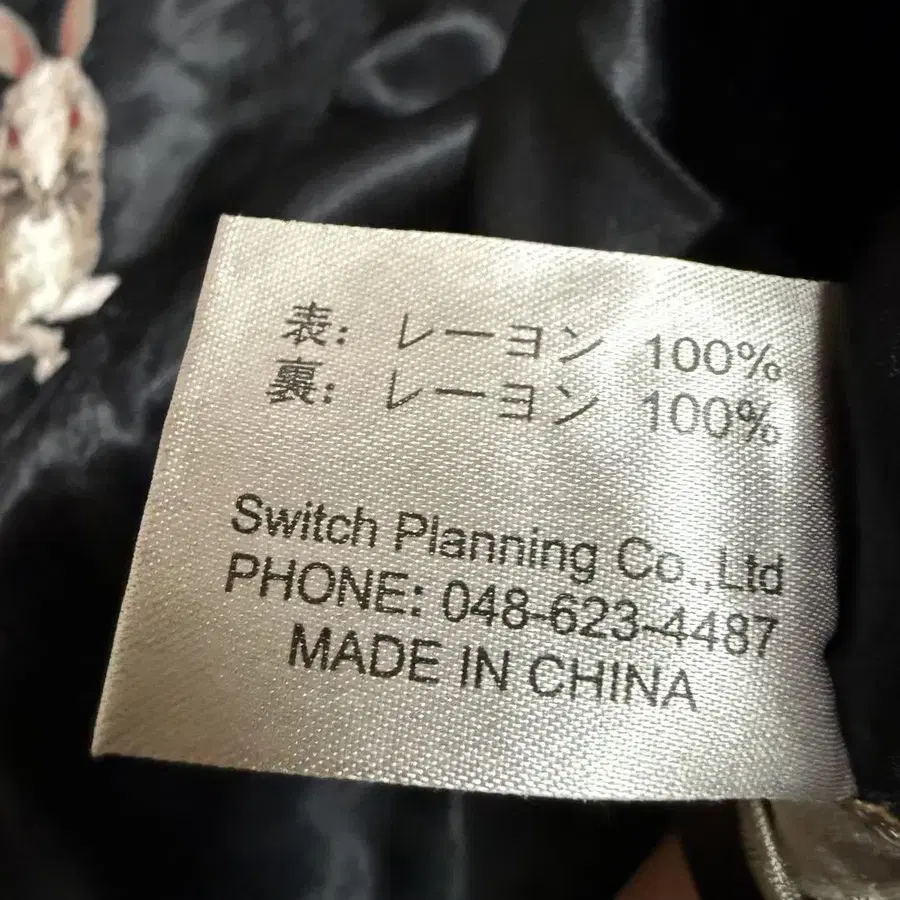 表: レーヨン 100%
裏: レーヨン 100%
Switch Planning Co., Ltd
PHONE: 048-623-4487
MADE IN CHINA